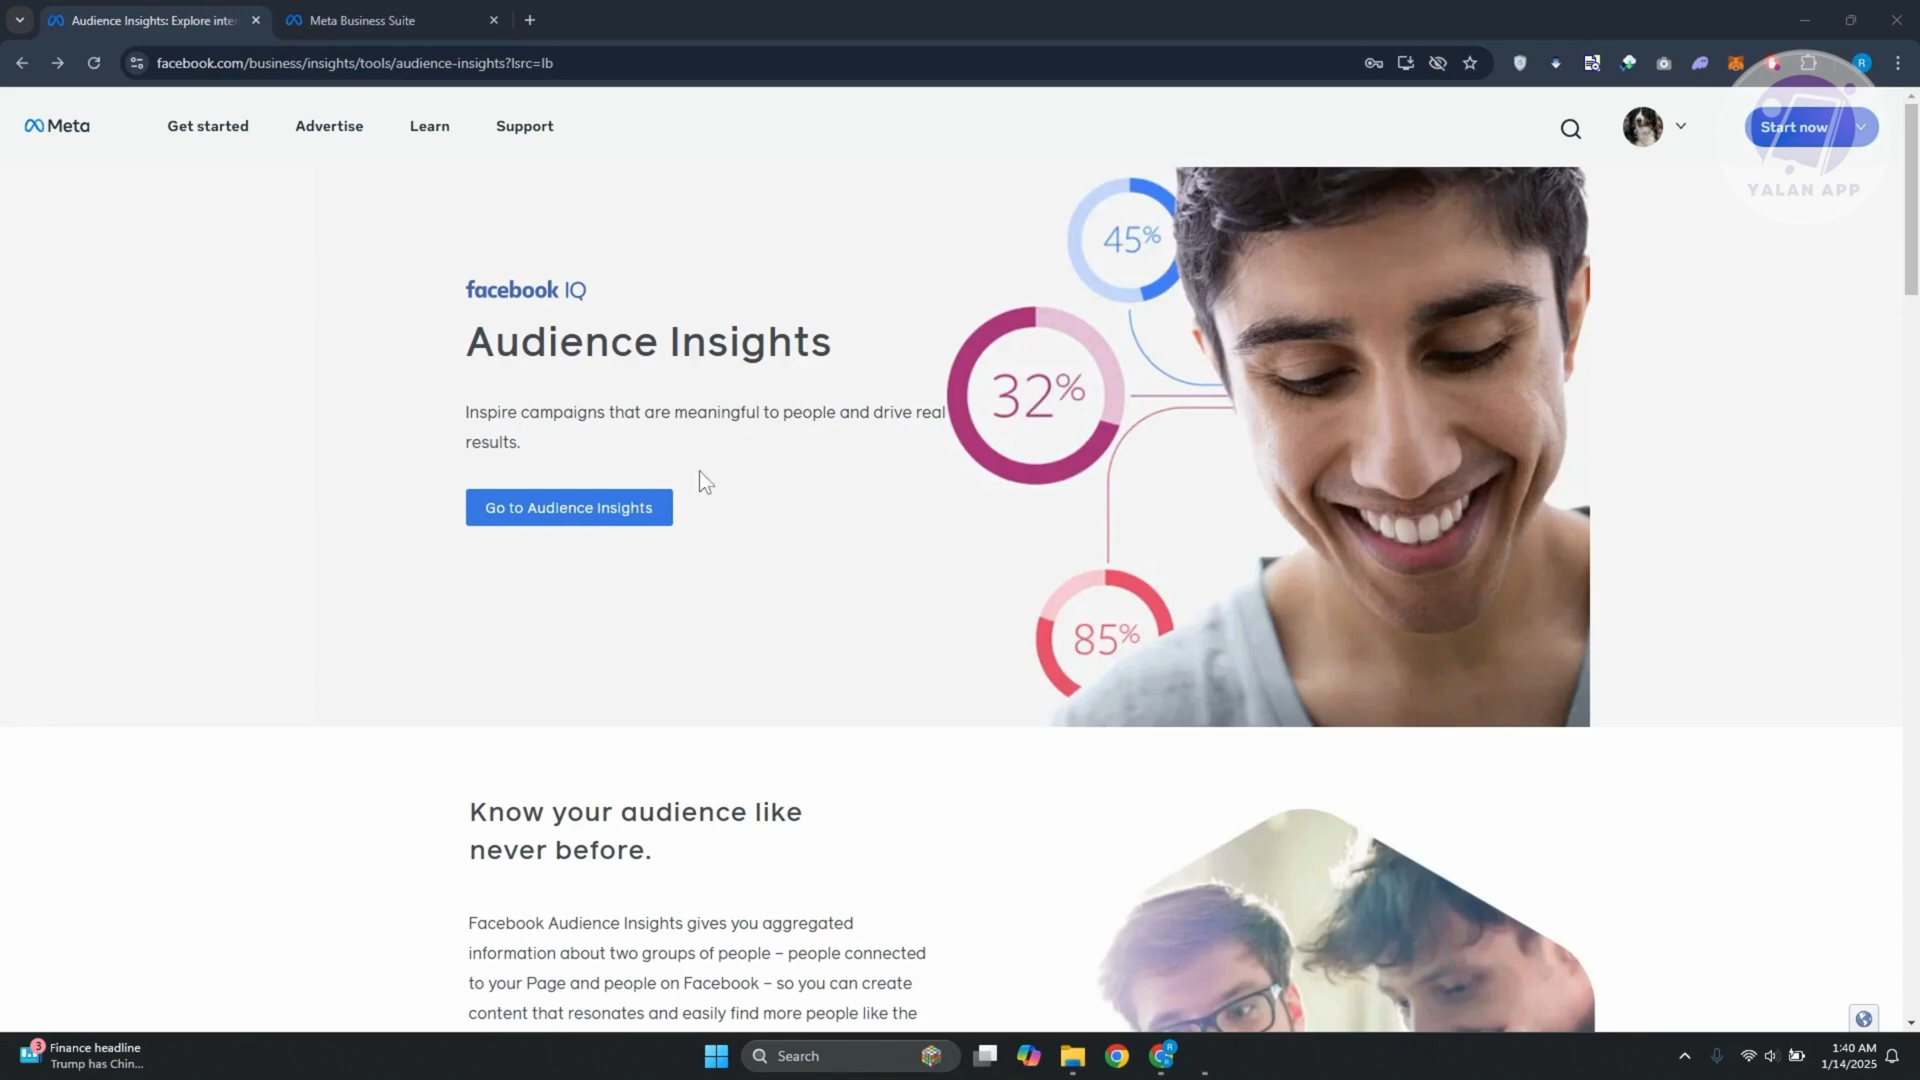 Audience Insights: Explore inte
Meta Business Suite
facebook.com/business/insights/tools/audience-insights?lsrc=lb
R
Meta
Get started
Advertise
Learn
Support
Start now
YALAN APP
facebook IQ
Audience Insights
Inspire campaigns that are meaningful to people and drive real
results.
Go to Audience Insights
45%
32%
85%
Know your audience like
never before.
Facebook Audience Insights gives you aggregated
information about two groups of people – people connected
to your Page and people on Facebook – so you can create
content that resonates and easily find more people like the
3
Finance headline
Trump has Chin...
Search
R
1:40 AM
1/14/2025